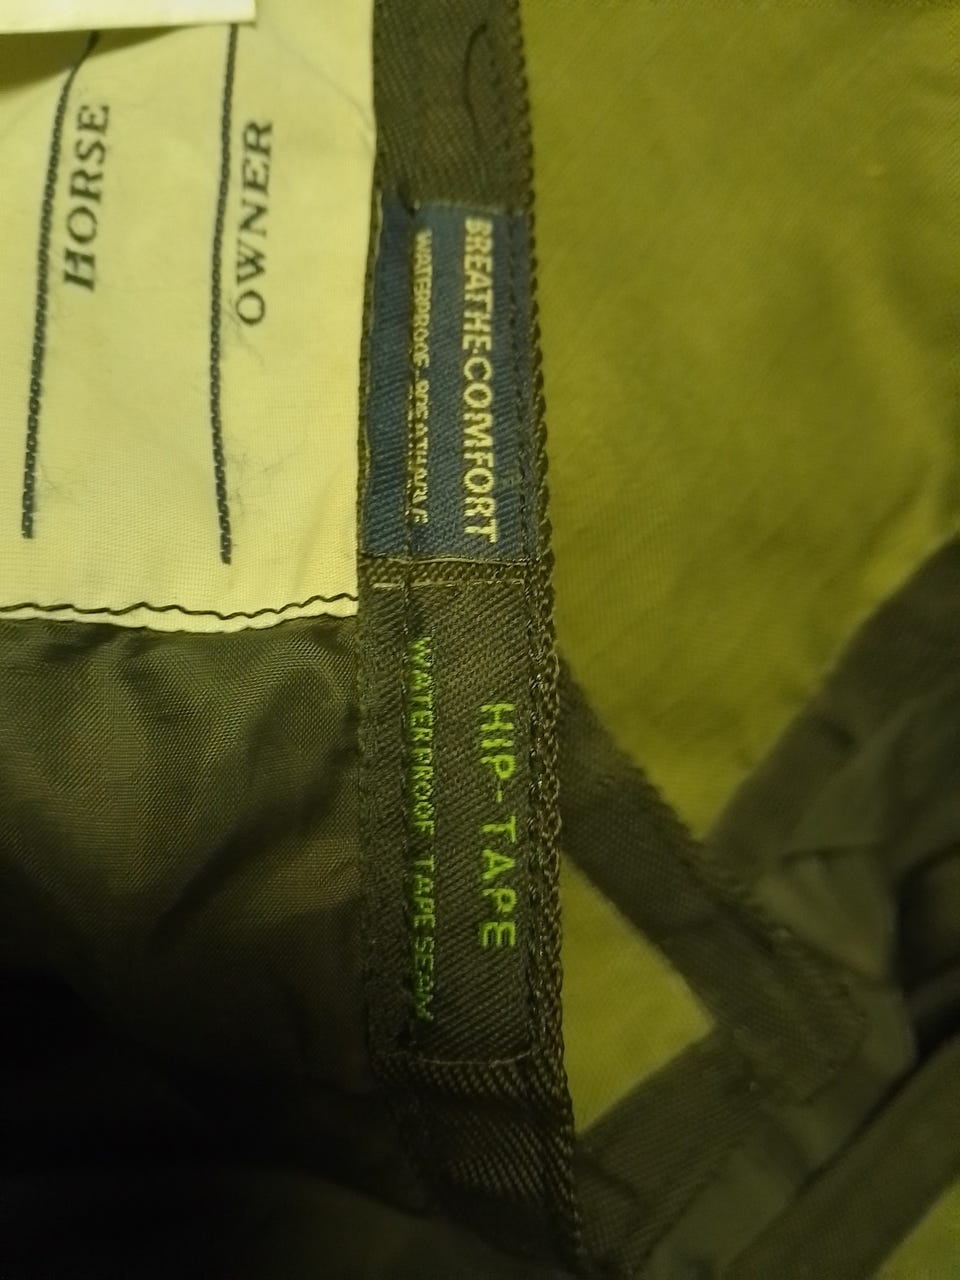 HORSE
OWNER
BREATHE-COMFORT
WATERPROOF BREATHABLE
HIP-TAPE
WATERPROOF TAPE SEAM